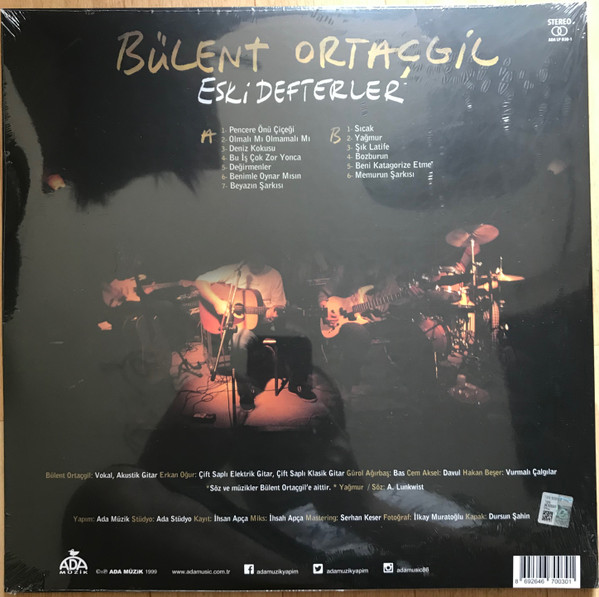 STEREO
BÜLENT ORTAÇGİL
ESKİ DEFTERLER
A
1- Pencere Önü Çiçeği
2- Olmalı Mı Olmamalı Mı
3- Deniz Kokusu
4- Bu İş Çok Zor Yonca
5- Değirmenler
6- Benimle Oynar Mısın
7- Beyazın Şarkısı
B
1- Sıcak
2- Yağmur
3- Şık Latife
4- Bozburun
5- Beni Katagorize Etme
6- Memurun Şarkısı
Bülent Ortaçgil: Vokal, Akustik Gitar Erkan Oğur: Çift Saplı Elektrik Gitar, Çift Saplı Klasik Gitar Gürol Ağırbaş: Bas Cem Aksel: Davul Hakan Beşer: Vurmalı Çalgılar
"Söz ve müzikler Bülent Ortaçgil'e aittir. " Yağmur / Söz: A. Lunkwist
Yapım: Ada Müzik Stüdyo: Ada Stüdyo Kayıt: İhsan Apça Miks: İhsan Apça Mastering: Serhan Keser Fotoğraf: İlkay Muratoğlu Kapak: Dursun Şahin
ADA MÜZİK
©℗ ADA MÜZİK 1999
www.adamusic.com.tr
adamuzikyapim
adamuzikyapim
adamusic86
8 692646 700301